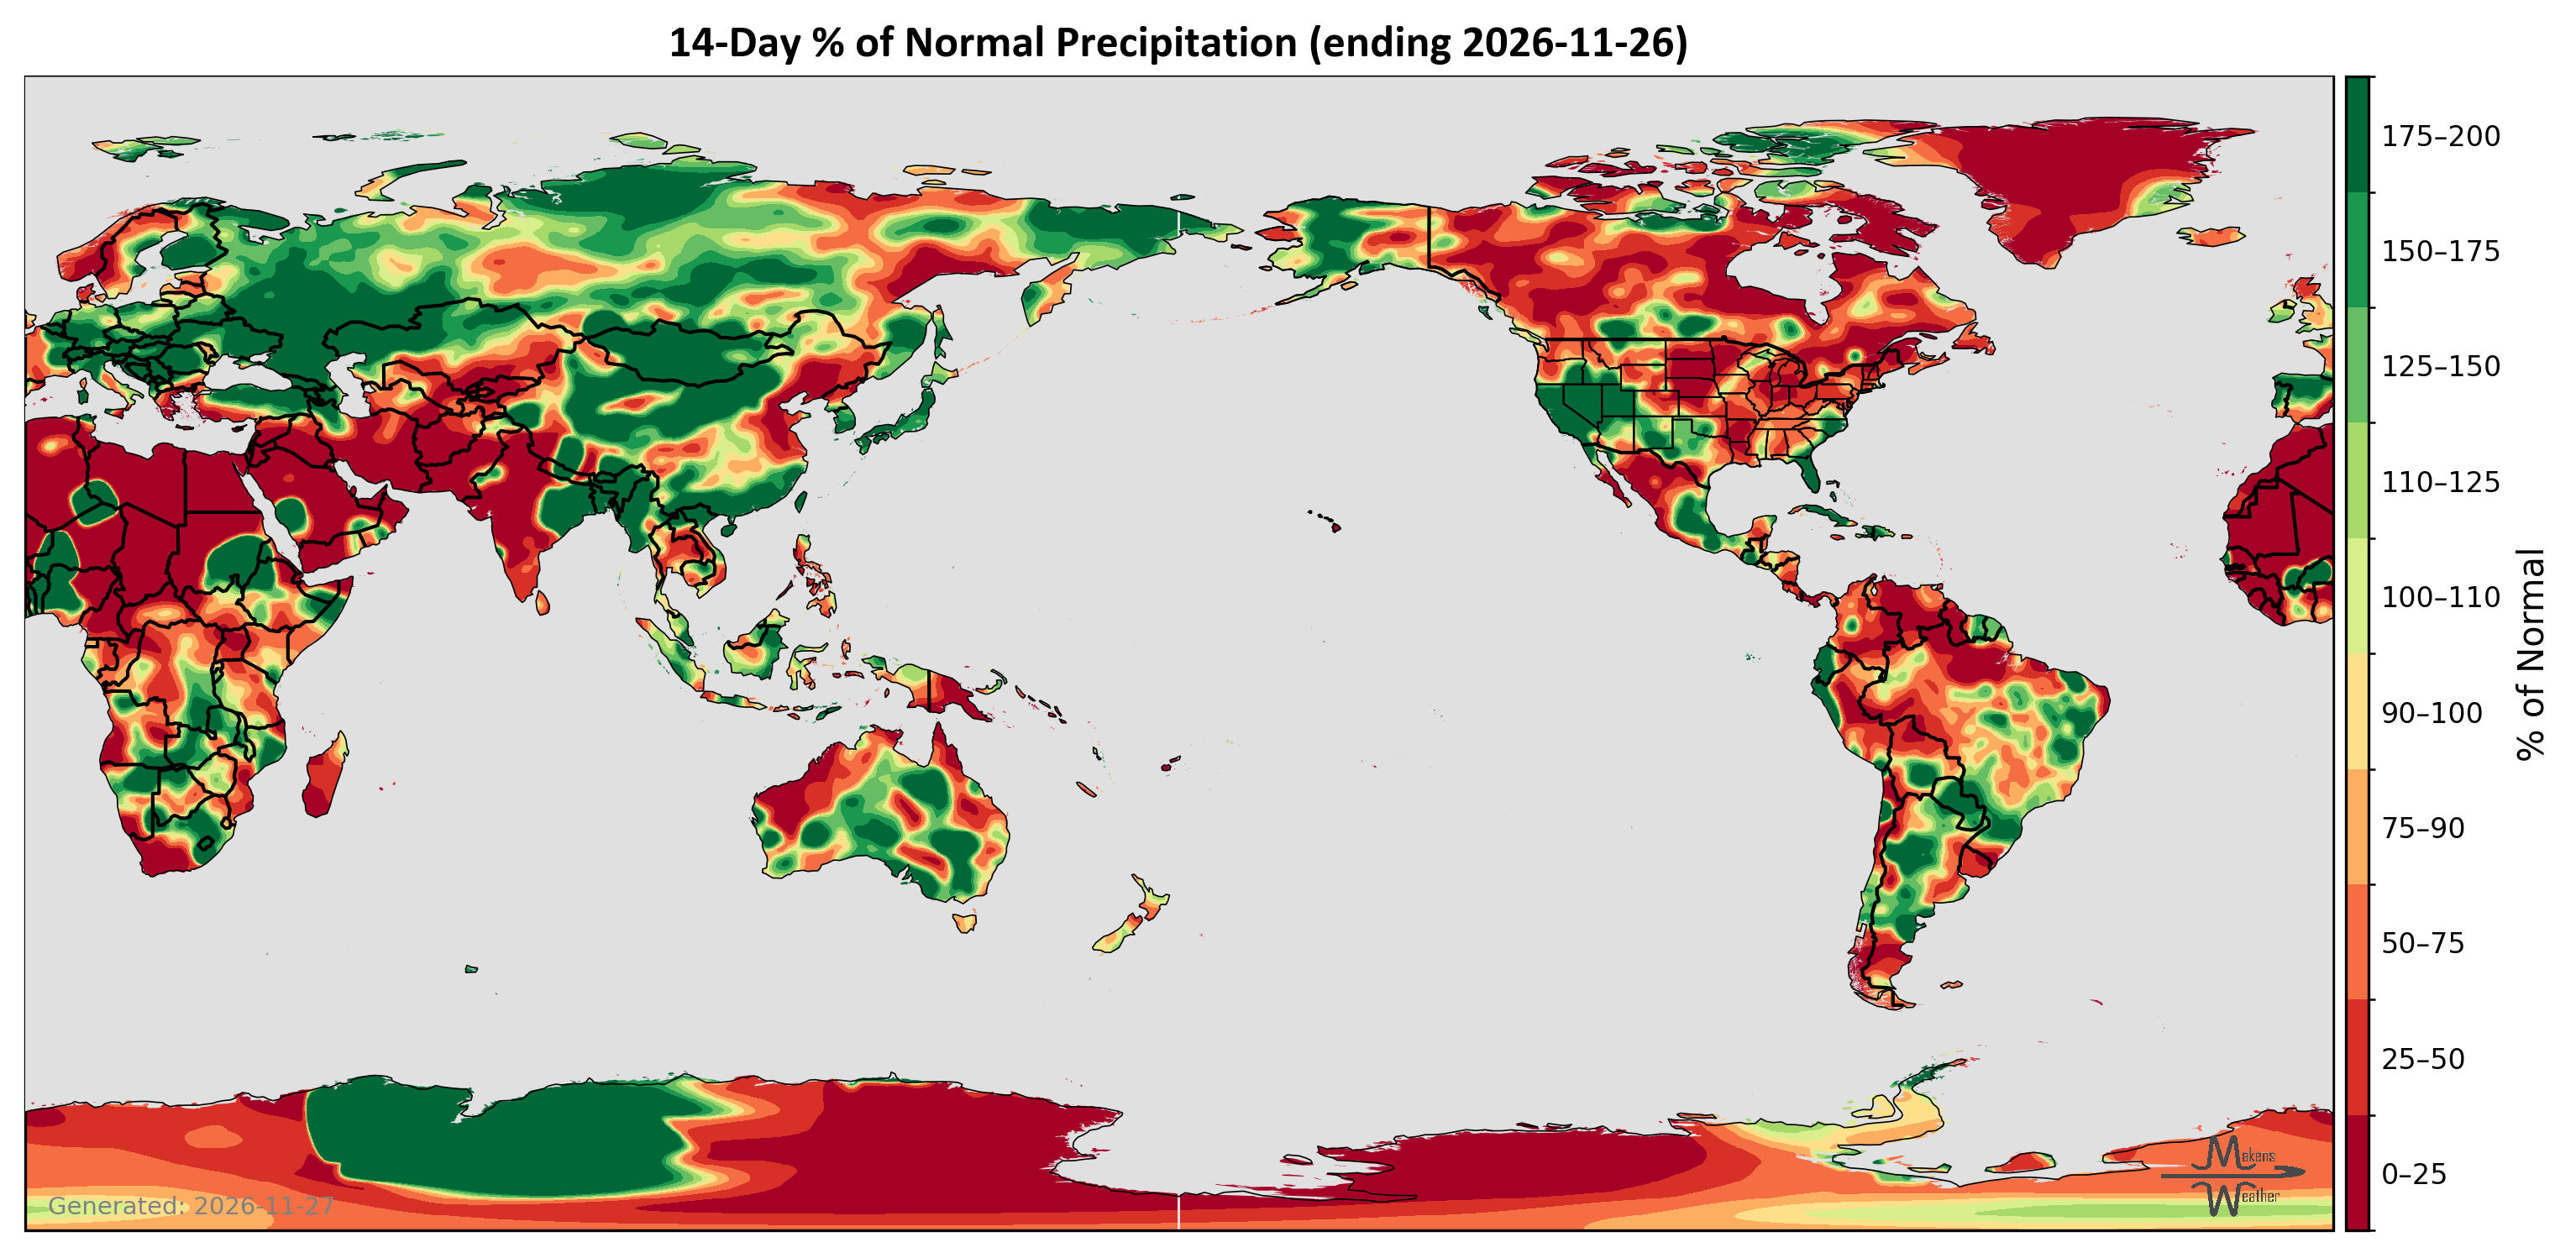 14-Day % of Normal Precipitation (ending 2026-11-26)
175–200
150–175
125–150
110–125
100–110
90–100
75–90
50–75
25–50
0–25
% of Normal
Generated: 2026-11-27
Makens
Weather